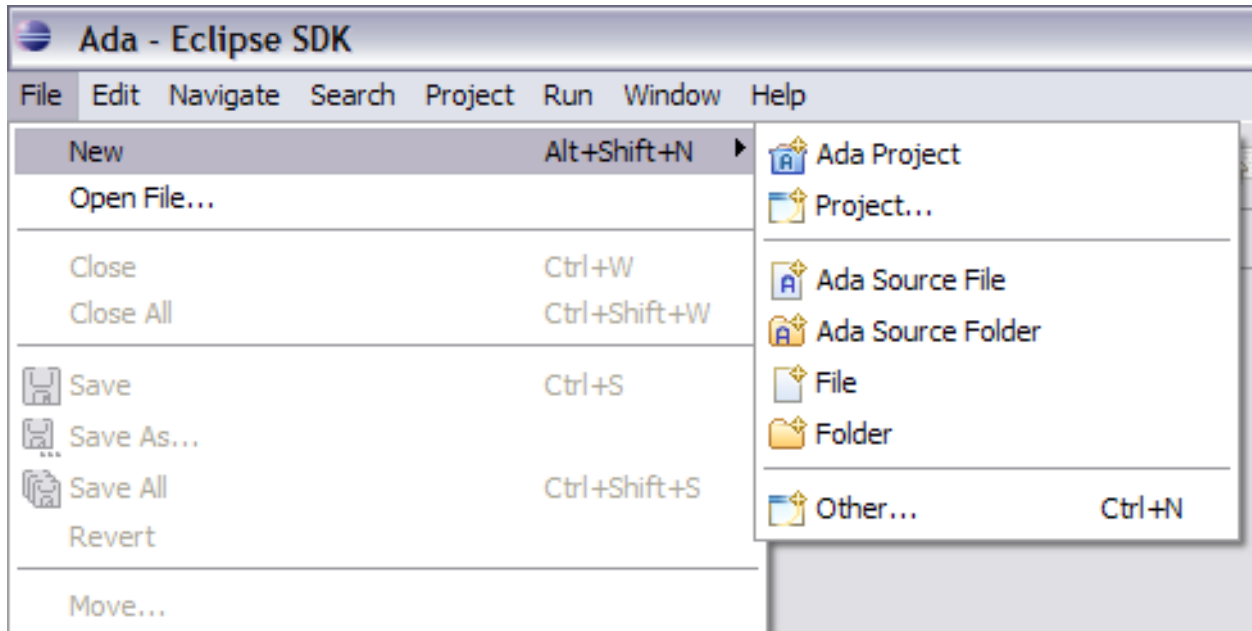 Ada - Eclipse SDK
File Edit Navigate Search Project Run Window Help
New Alt+Shift+N
Open File...
Close Ctrl+W
Close All Ctrl+Shift+W
Save Ctrl+S
Save As...
Save All Ctrl+Shift+S
Revert
Move...
Ada Project
Project...
Ada Source File
Ada Source Folder
File
Folder
Other... Ctrl+N